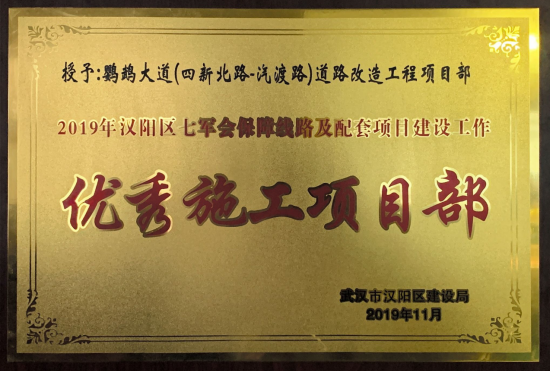 授予:鹦鹉大道(四新北路-汽渡路)道路改造工程项目部
2019年汉阳区七军会保障线路及配套项目建设工作
优秀施工项目部
武汉市汉阳区建设局
2019年11月